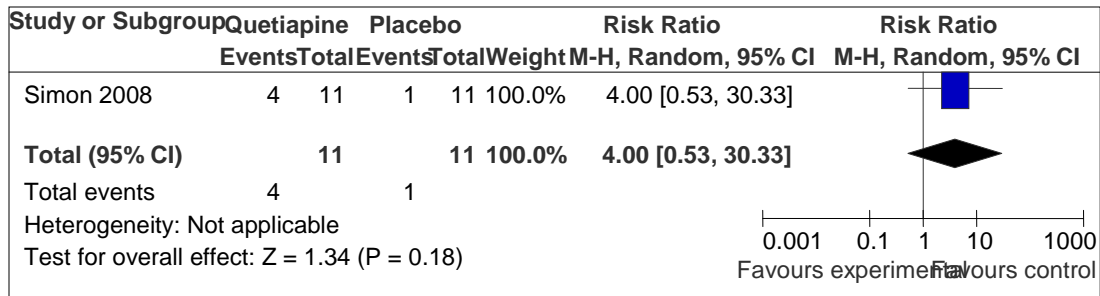 Study or Subgroup Quetiapine Placebo Risk Ratio Risk Ratio
Events Total Events Total Weight M-H, Random, 95% CI M-H, Random, 95% CI
Simon 2008 4 11 1 11 100.0% 4.00 [0.53, 30.33]
Total (95% CI) 11 11 100.0% 4.00 [0.53, 30.33]
Total events 4 1
Heterogeneity: Not applicable
Test for overall effect: Z = 1.34 (P = 0.18)
0.001 0.1 1 10 1000
Favours experimental Favours control